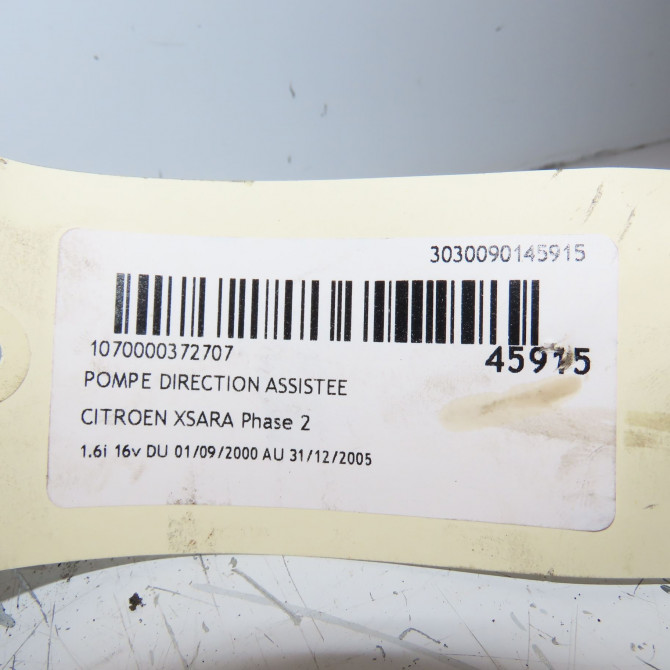 3030090145915
1070000372707
45915
POMPE DIRECTION ASSISTEE
CITROEN XSARA Phase 2
1.6i 16v DU 01/09/2000 AU 31/12/2005